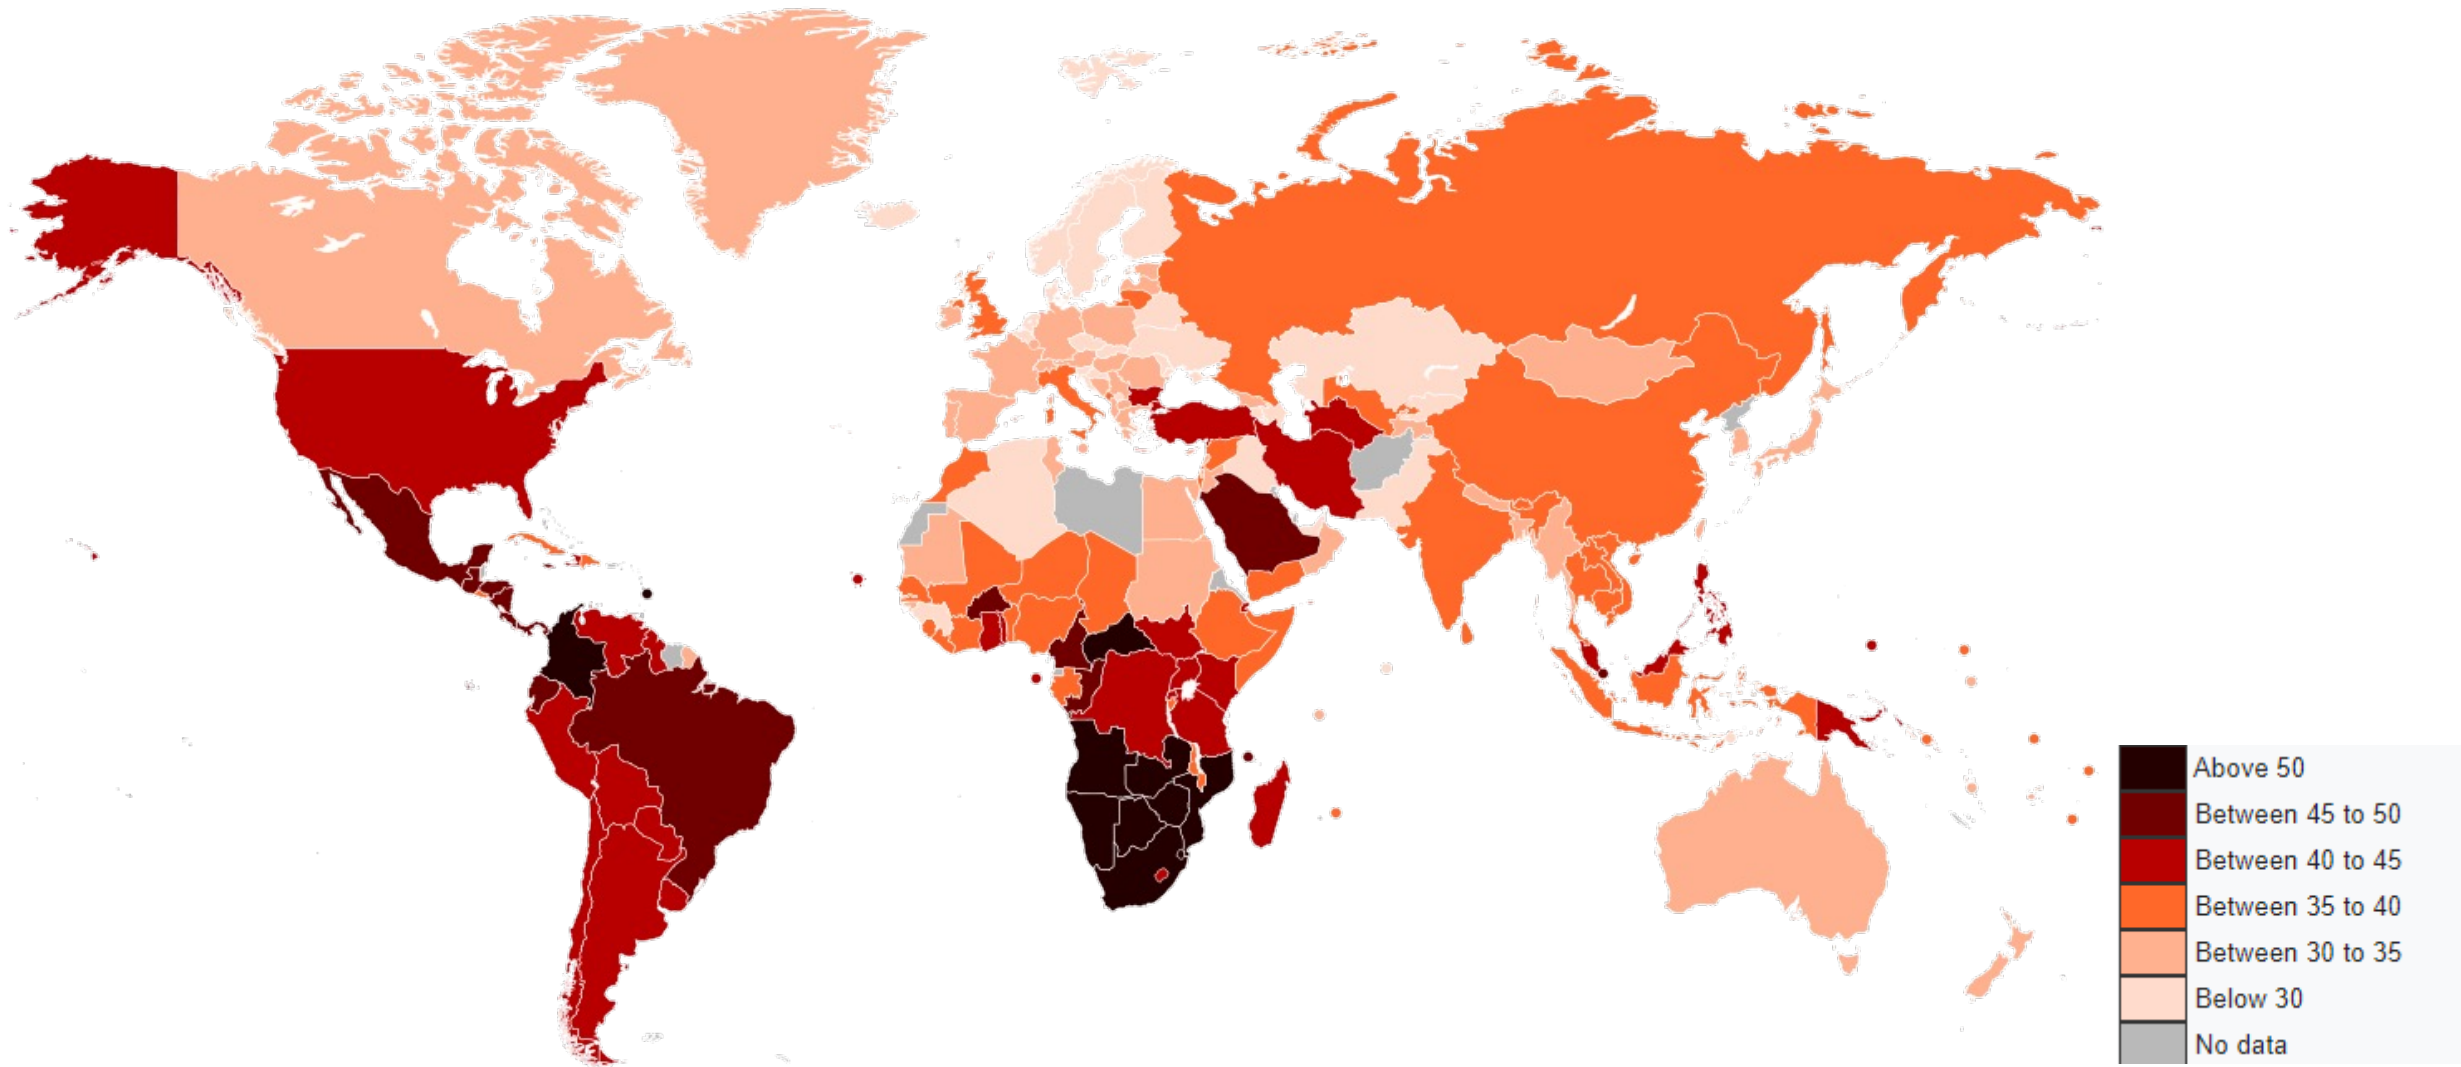 Above 50
Between 45 to 50
Between 40 to 45
Between 35 to 40
Between 30 to 35
Below 30
No data